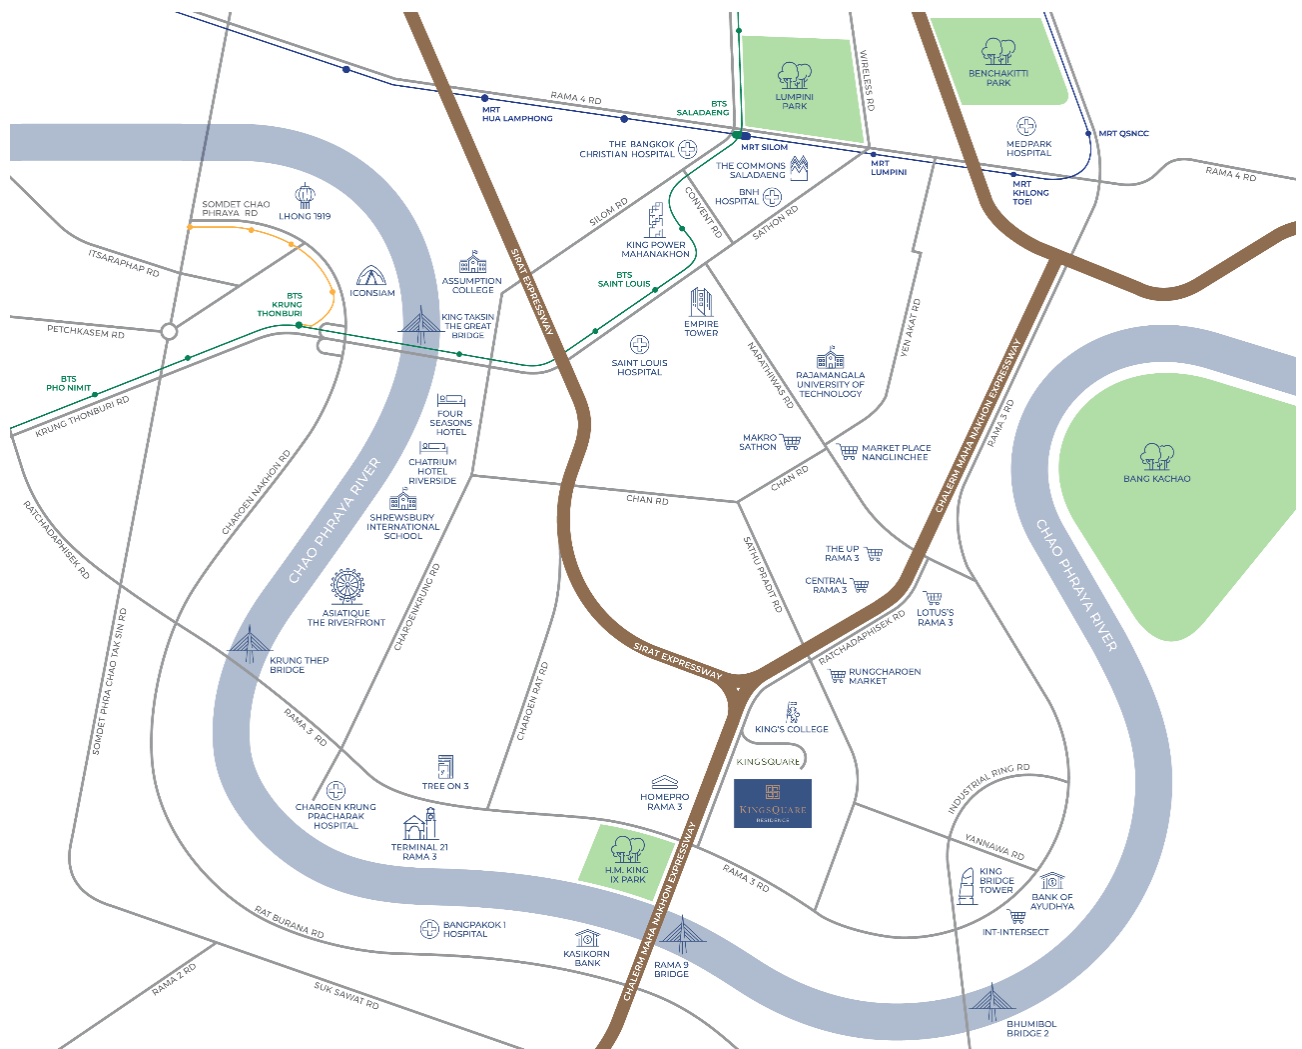 RAMA 4 RD
MRT
HUA LAMPHONG
BTS
SALADAENG
LUMPINI
PARK
WIRELESS RD
BENCHAKITTI
PARK
MRT QSNCC
MEDPARK
HOSPITAL
THE BANGKOK
CHRISTIAN HOSPITAL
MRT SILOM
THE COMMONS
SALADAENG
MRT
LUMPINI
MRT
KHLONG
TOEI
RAMA 4 RD
BNH
HOSPITAL
CONVENT RD
SILOM RD
SATHON RD
KING POWER
MAHANAKHON
SOMDET CHAO
PHRAYA RD
LHONG 1919
ITSARAPHAP RD
ICONSIAM
ASSUMPTION
COLLEGE
SIRAT EXPRESSWAY
BTS
SAINT LOUIS
BTS
KRUNG
THONBURI
KING TAKSIN
THE GREAT
BRIDGE
EMPIRE
TOWER
PETCHKASEM RD
SAINT LOUIS
HOSPITAL
NARATHIWAS RD
YEN AKAT RD
RAJAMANGALA
UNIVERSITY OF
TECHNOLOGY
CHALERM MAHA NAKHON EXPRESSWAY
RAMA 3 RD
BTS
PHO NIMIT
KRUNG THONBURI RD
FOUR
SEASONS
HOTEL
CHATRIUM
HOTEL
RIVERSIDE
MAKRO
SATHON
MARKET PLACE
NANGLINCHEE
BANG KACHAO
CHAN RD
CHAN RD
CHAROEN NAKHON RD
CHAO PHRAYA RIVER
SHREWSBURY
INTERNATIONAL
SCHOOL
RATCHADAPHISEK RD
SATHU PRADIT RD
THE UP
RAMA 3
CENTRAL
RAMA 3
LOTUS'S
RAMA 3
CHAO PHRAYA RIVER
ASIATIQUE
THE RIVERFRONT
CHAROENKRUNG RD
RATCHADAPHISEK RD
KRUNG THEP
BRIDGE
SIRAT EXPRESSWAY
RUNGCHAROEN
MARKET
SOMDET PHRA CHAO TAK SIN RD
RAMA 3 RD
CHAROEN RAT RD
KING'S COLLEGE
KINGSQUARE
TREE ON 3
HOMEPRO
RAMA 3
KINGSQUARE
RESIDENCE
INDUSTRIAL RING RD
CHAROEN KRUNG
PRACHARAK
HOSPITAL
TERMINAL 21
RAMA 3
H.M. KING
IX PARK
CHALERM MAHA NAKHON EXPRESSWAY
RAMA 3 RD
YANNAWA RD
KING
BRIDGE
TOWER
BANK OF
AYUDHYA
INT-INTERSECT
RAT BURANA RD
BANGPAKOK 1
HOSPITAL
KASIKORN
BANK
RAMA 9
BRIDGE
RAMA 2 RD
SUK SAWAT RD
BHUMIBOL
BRIDGE 2